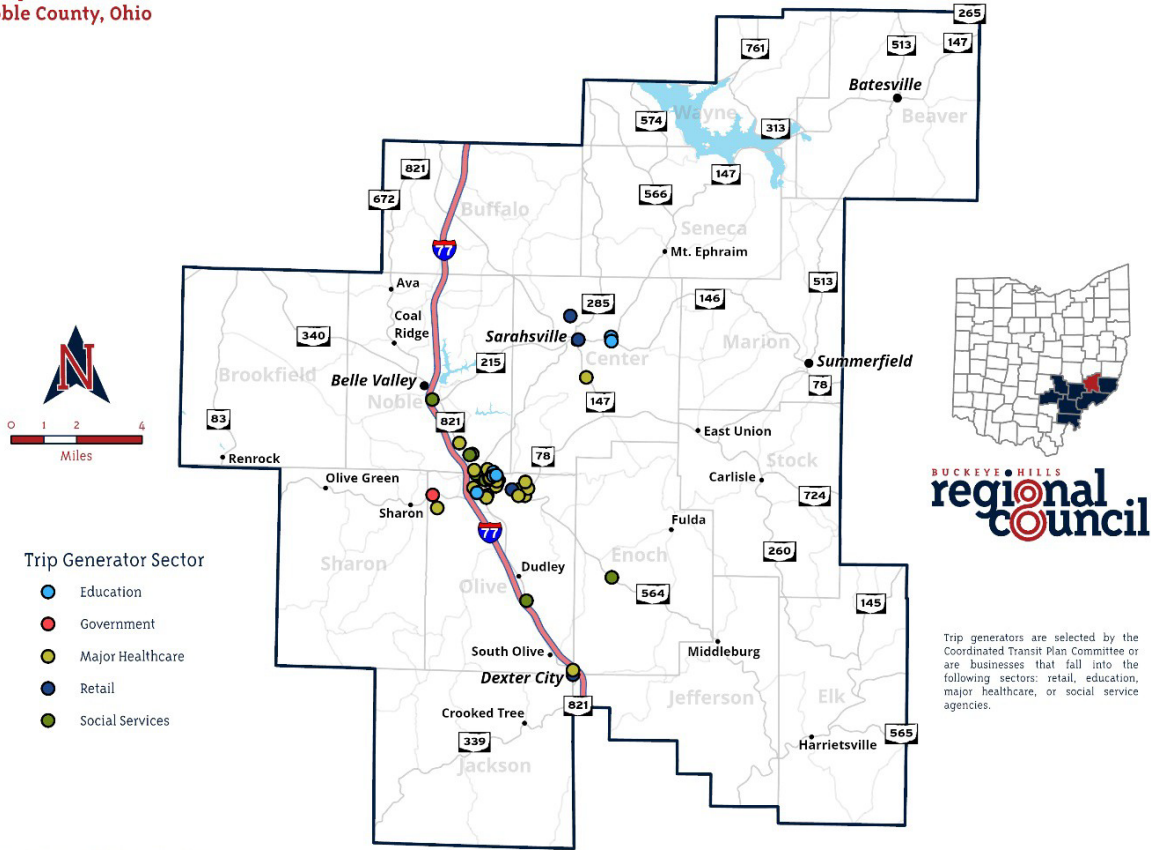 Noble County, Ohio
265
761
513
147
Batesville
Beaver
574
Wayne
313
821
147
672
566
Buffalo
Seneca
77
Mt. Ephraim
Ava
513
285
146
Coal
Ridge
340
Sarahsville
Center
Marion
215
Summerfield
Brookfield
Belle Valley
78
Noble
147
83
821
East Union
Renrock
78
Stock
Olive Green
Carlisle
724
Sharon
Fulda
77
Enoch
260
Sharon
Dudley
Olive
564
145
South Olive
Middleburg
Dexter City
Jefferson
Elk
821
Crooked Tree
565
339
Harrietsville
Jackson
N
0 1 2 4
Miles
Trip Generator Sector
Education
Government
Major Healthcare
Retail
Social Services
BUCKEYE HILLS
regional
council
Trip generators are selected by the
Coordinated Transit Plan Committee or
are businesses that fall into the
following sectors: retail, education,
major healthcare, or social service
agencies.